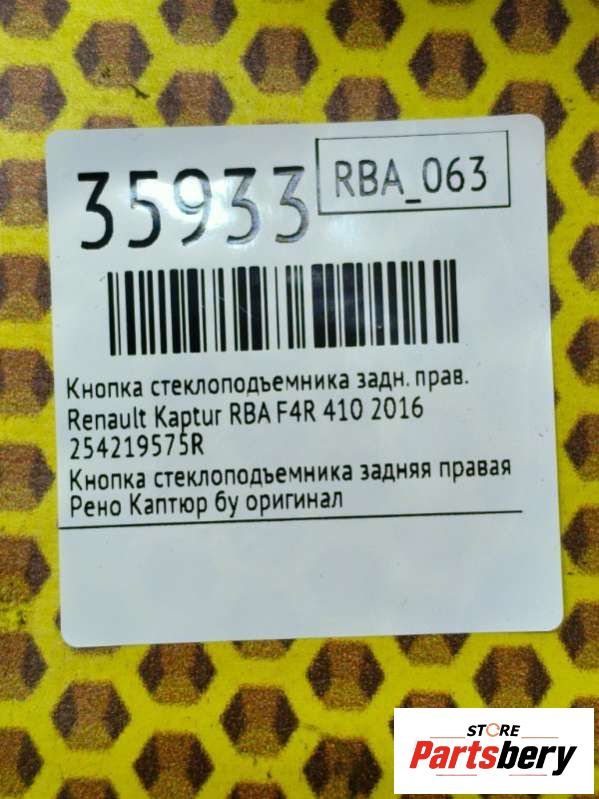 35933
RBA_063
Кнопка стеклоподъемника задн. прав.
Renault Kaptur RBA F4R 410 2016
254219575R
Кнопка стеклоподъемника задняя правая
Рено Каптюр бу оригинал
STORE
Partsbery